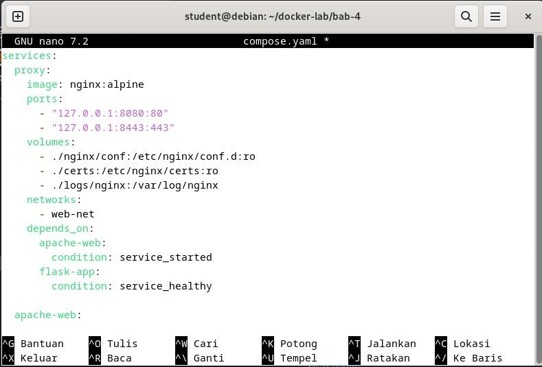 student@debian: ~/docker-lab/bab-4
GNU nano 7.2 compose.yaml *
services:
  proxy:
    image: nginx:alpine
    ports:
      - "127.0.0.1:8080:80"
      - "127.0.0.1:8443:443"
    volumes:
      - ./nginx/conf:/etc/nginx/conf.d:ro
      - ./certs:/etc/nginx/certs:ro
      - ./logs/nginx:/var/log/nginx
    networks:
      - web-net
    depends_on:
      apache-web:
        condition: service_started
      flask-app:
        condition: service_healthy
  apache-web:
^G Bantuan ^O Tulis ^W Cari ^K Potong ^T Jalankan ^C Lokasi
^X Keluar ^R Baca ^\ Ganti ^U Tempel ^J Ratakan ^/ Ke Baris